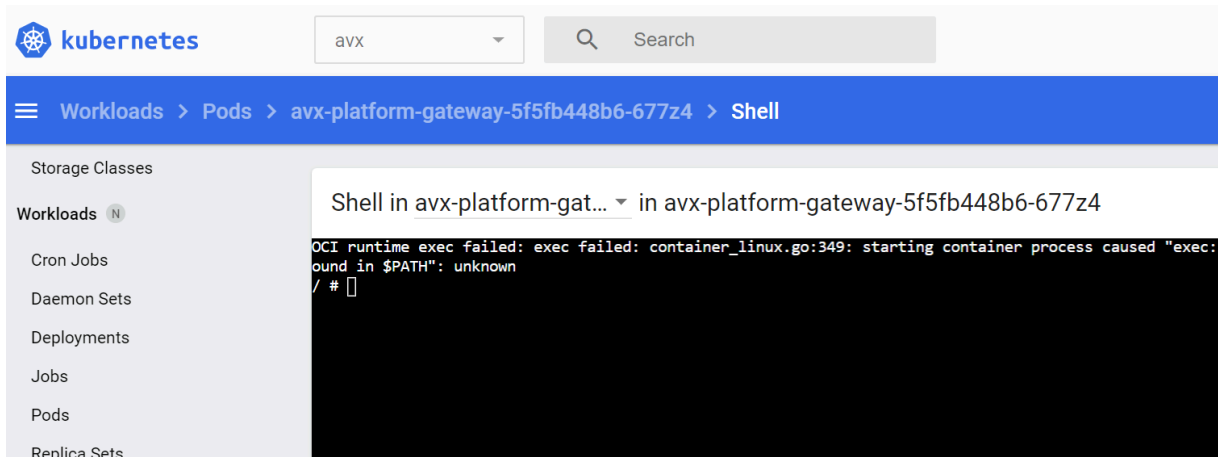 kubernetes
avx
Search
Workloads > Pods > avx-platform-gateway-5f5fb448b6-677z4 > Shell
Storage Classes
Workloads N
Cron Jobs
Daemon Sets
Deployments
Jobs
Pods
Replica Sets
Shell in avx-platform-gat... in avx-platform-gateway-5f5fb448b6-677z4
OCI runtime exec failed: exec failed: container_linux.go:349: starting container process caused "exec:
ound in $PATH": unknown
/ #